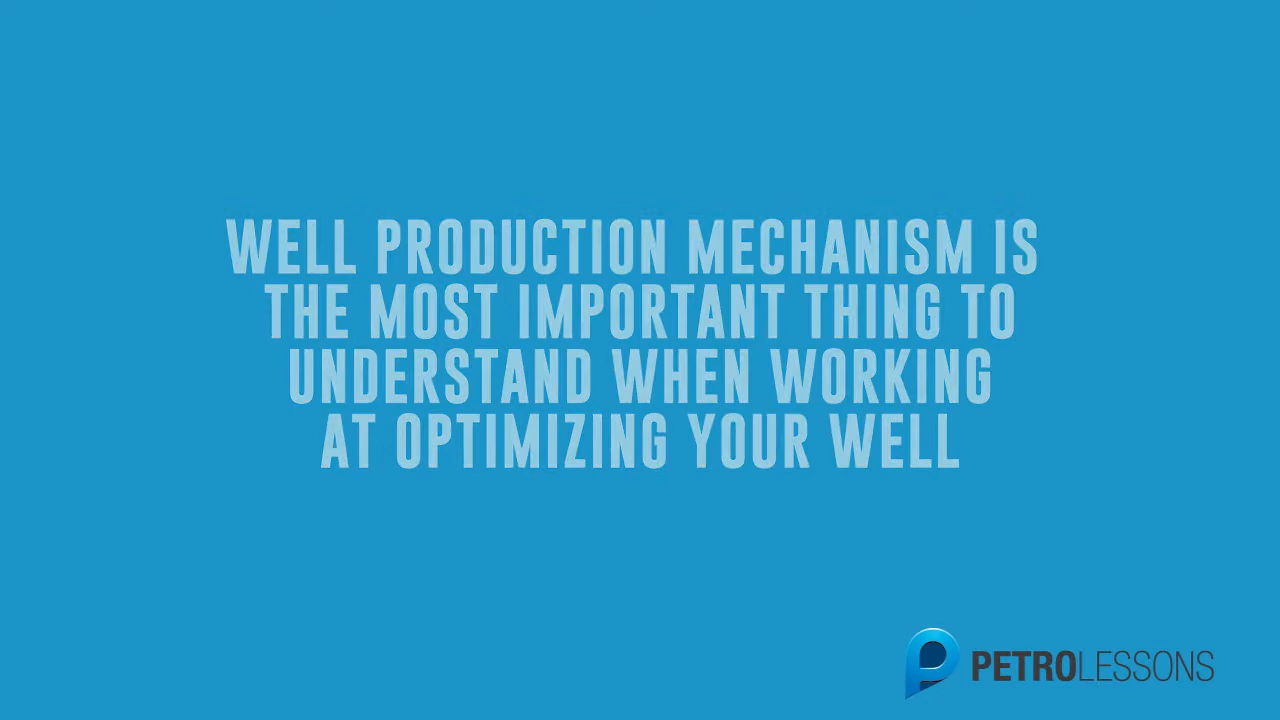 WELL PRODUCTION MECHANISM IS
THE MOST IMPORTANT THING TO
UNDERSTAND WHEN WORKING
AT OPTIMIZING YOUR WELL
PETROLESSONS